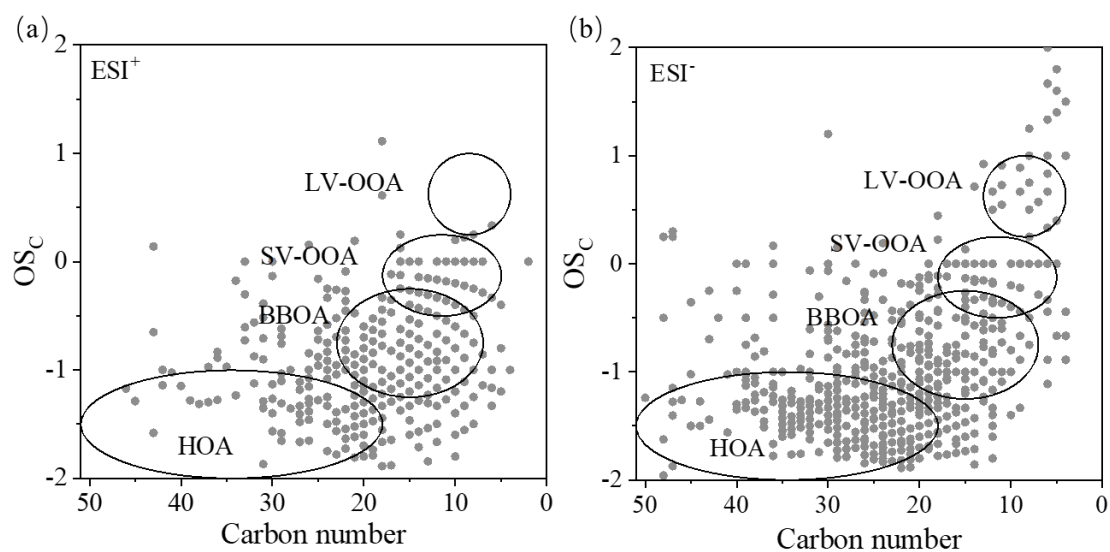 (a)
ESI⁺
2
1
0
-1
-2
OS_C
LV-OOA
SV-OOA
BBOA
HOA
50 40 30 20 10 0
Carbon number
(b)
ESI⁻
2
1
0
-1
-2
OS_C
LV-OOA
SV-OOA
BBOA
HOA
50 40 30 20 10 0
Carbon number